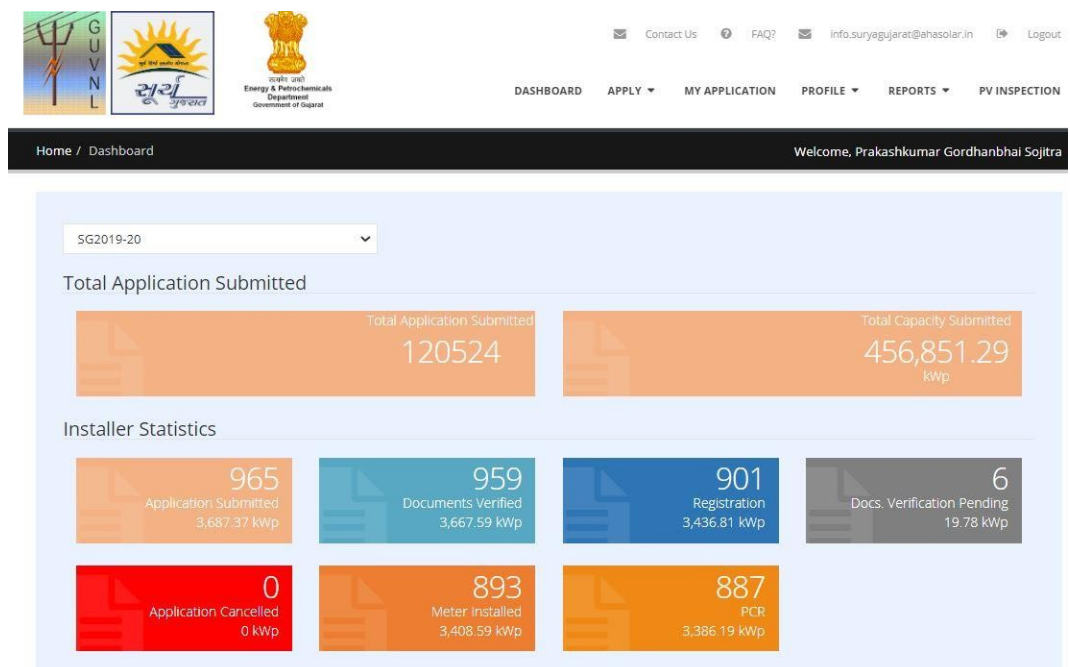 GUVNL
સૂર્ય
ગુજરાત
सत्यमेव जयते
Energy & Petrochemicals
Department
Government of Gujarat
Contact Us FAQ? info.suryagujarat@ahasolar.in Logout
DASHBOARD APPLY MY APPLICATION PROFILE REPORTS PV INSPECTION
Home / Dashboard Welcome, Prakashkumar Gordhanbhai Sojitra
SG2019-20
Total Application Submitted
Total Application Submitted
120524
Total Capacity Submitted
456,851.29
kWp
Installer Statistics
965
Application Submitted
3,687.37 kWp
959
Documents Verified
3,667.59 kWp
901
Registration
3,436.81 kWp
6
Docs. Verification Pending
19.78 kWp
0
Application Cancelled
0 kWp
893
Meter Installed
3,408.59 kWp
887
PCR
3,386.19 kWp